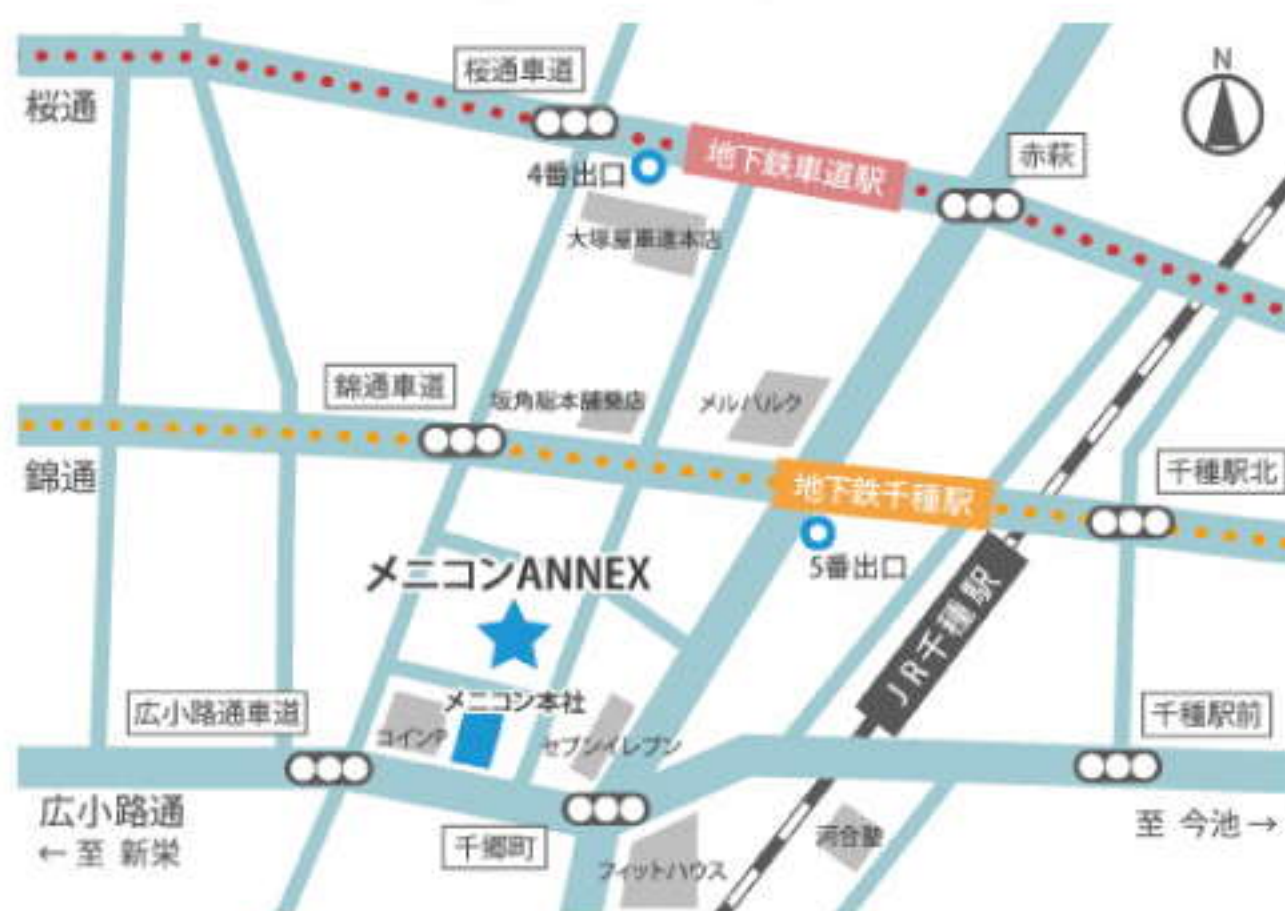 N
桜通車道
桜通
地下鉄車道駅
赤萩
4番出口
大塚屋車道本店
錦通車道
坂角総本舗葵店
メルパルク
錦通
地下鉄千種駅
千種駅北
5番出口
メニコンANNEX
JR千種駅
メニコン本社
広小路通車道
コインP
セブンイレブン
千種駅前
広小路通
←至 新栄
千郷町
フィットハウス
河合塾
至 今池→